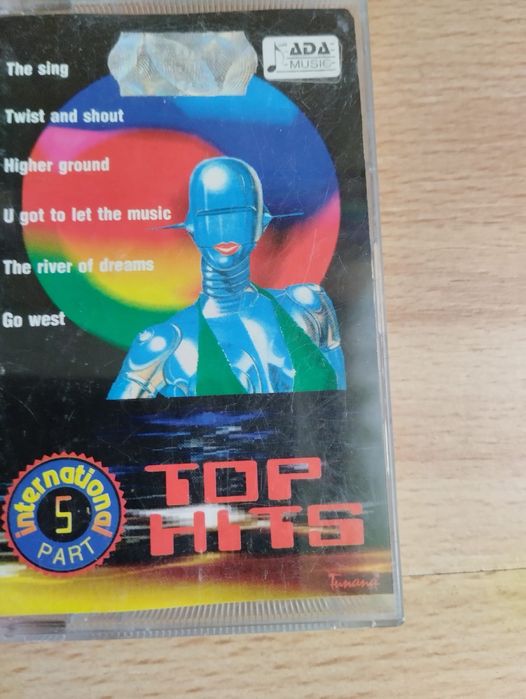 ADA
MUSIC
The sing
Twist and shout
Higher ground
U got to let the music
The river of dreams
Go west
international
5
PART
TOP
HITS
Tunana